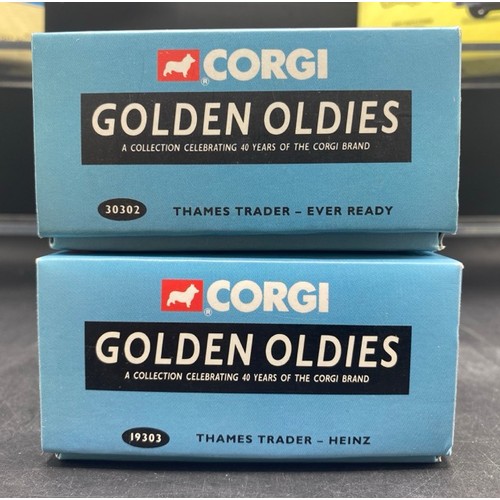 CORGI
GOLDEN OLDIES
A COLLECTION CELEBRATING 40 YEARS OF THE CORGI BRAND
30302 THAMES TRADER – EVER READY
CORGI
GOLDEN OLDIES
A COLLECTION CELEBRATING 40 YEARS OF THE CORGI BRAND
19303 THAMES TRADER – HEINZ